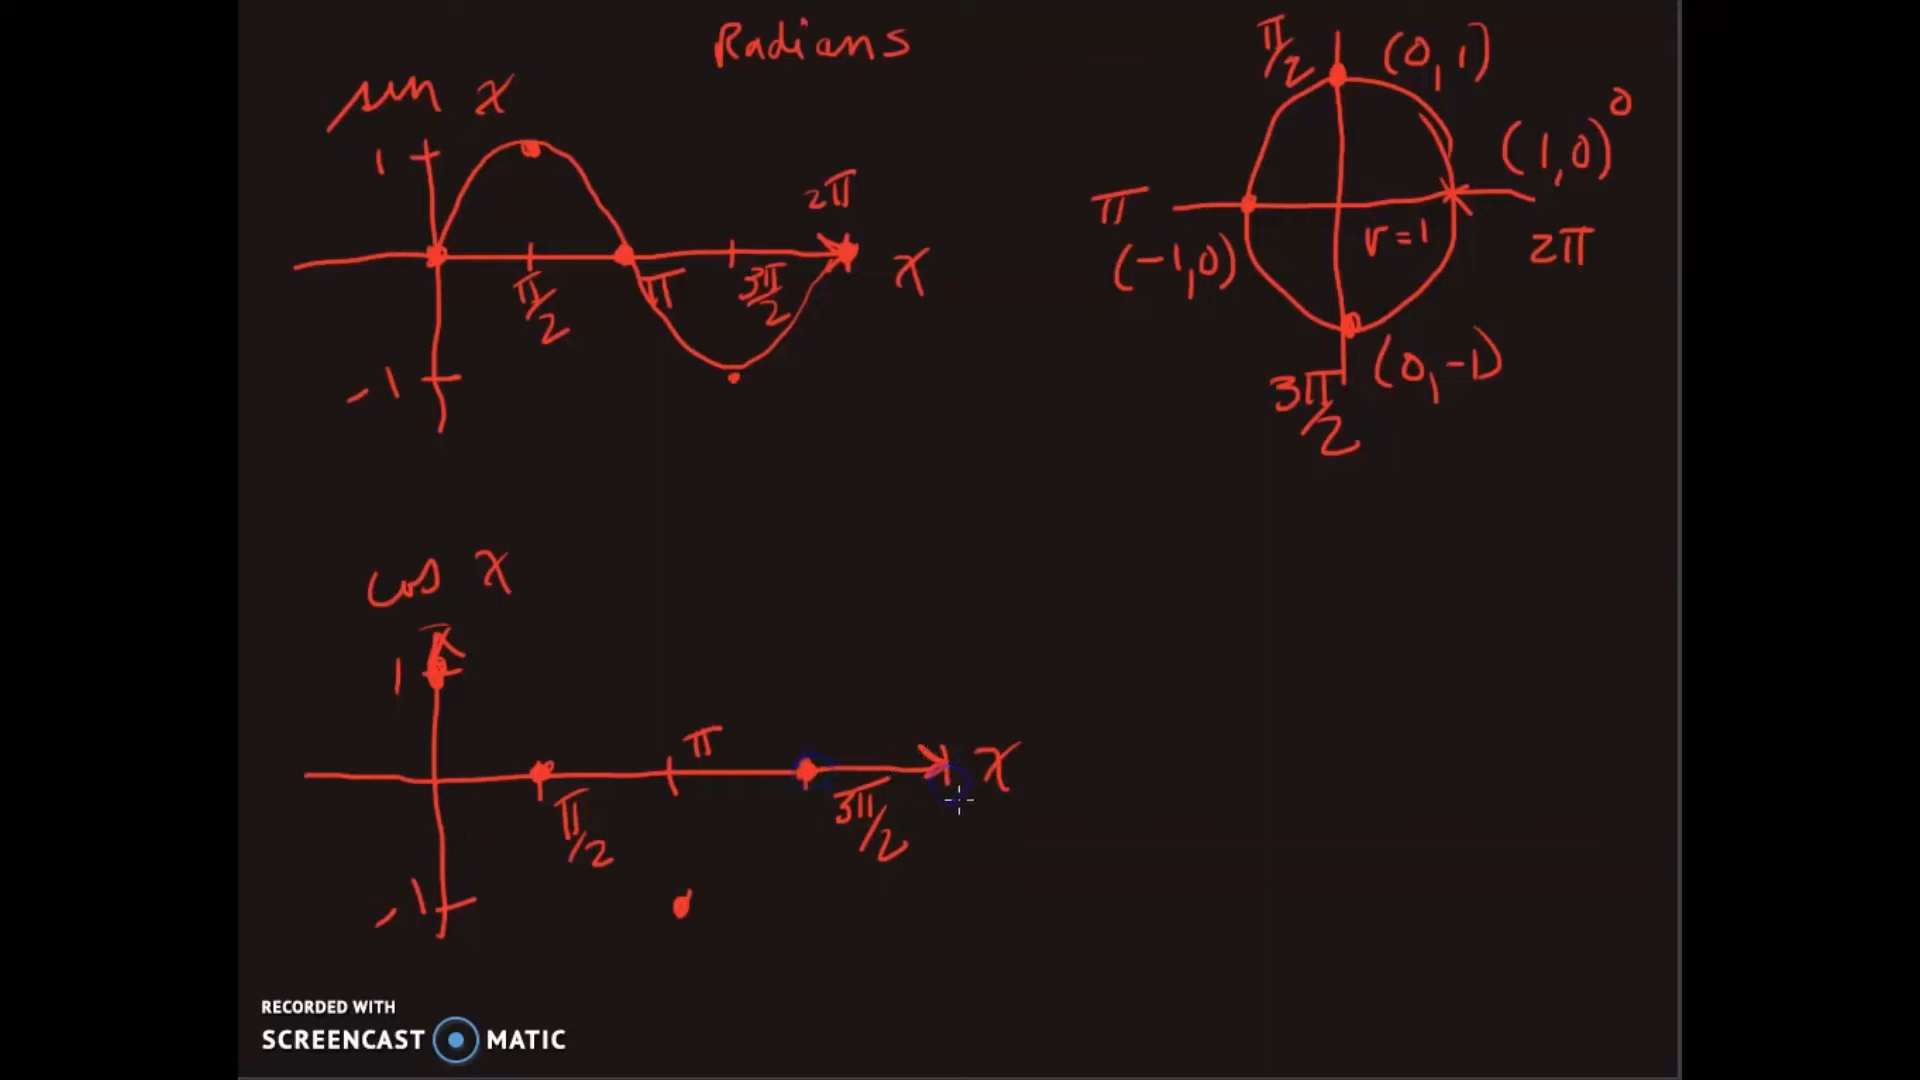 Radians
sin x
1
-1
π/2
π
3π/2
2π
x
π/2
(0, 1)
0
(1, 0)
π
(-1, 0)
r = 1
2π
(0, -1)
3π/2
cos x
1
-1
π/2
π
3π/2
x
RECORDED WITH
SCREENCAST MATIC